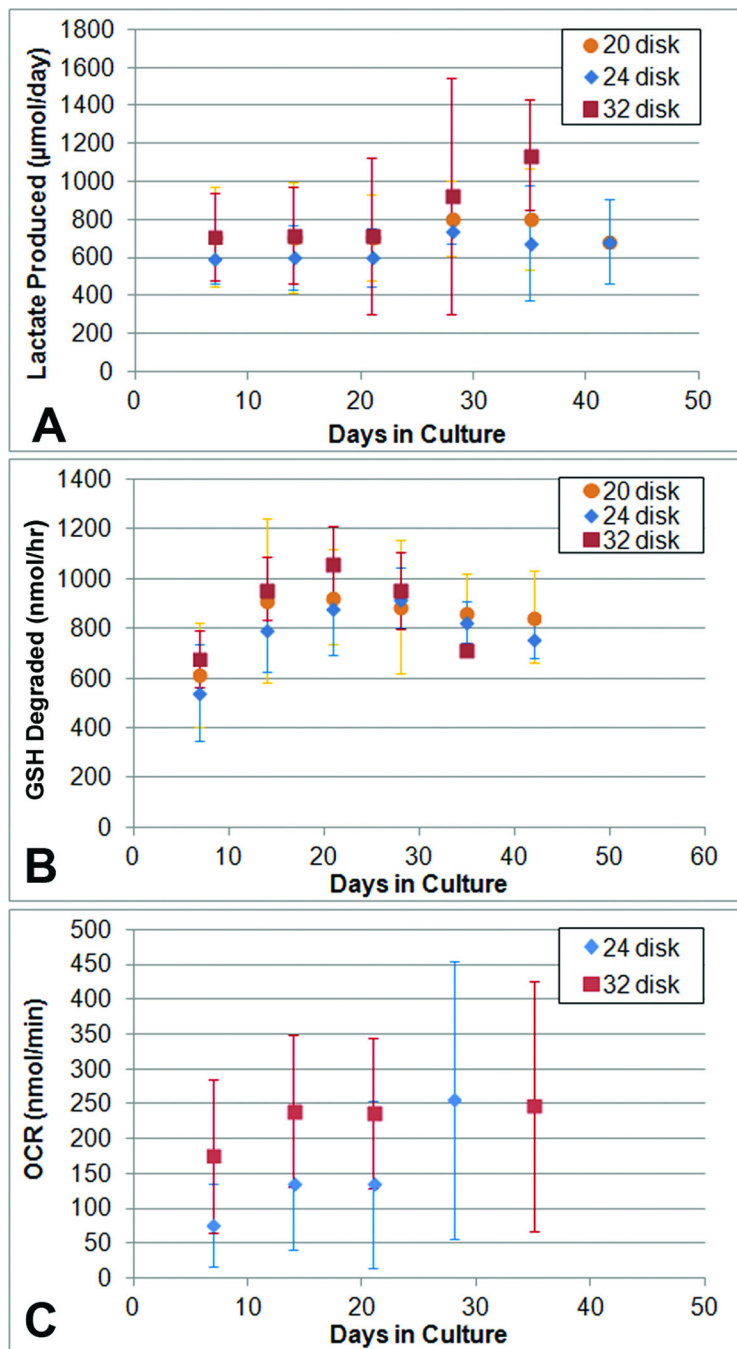 1800
1600
1400
1200
1000
800
600
400
200
0
Lactate Produced (µmol/day)
20 disk
24 disk
32 disk
0 10 20 30 40 50
Days in Culture
A
1400
1200
1000
800
600
400
200
0
GSH Degraded (nmol/hr)
20 disk
24 disk
32 disk
0 10 20 30 40 50 60
Days in Culture
B
500
450
400
350
300
250
200
150
100
50
0
OCR (nmol/min)
24 disk
32 disk
0 10 20 30 40 50
Days in Culture
C